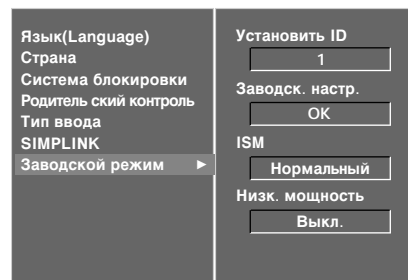 Язык(Language)
Страна
Система блокировки
Родитель ский контроль
Тип ввода
SIMPLINK
Заводской режим ►
Установить ID
1
Заводск. настр.
OK
ISM
Нормальный
Низк. мощность
Выкл.